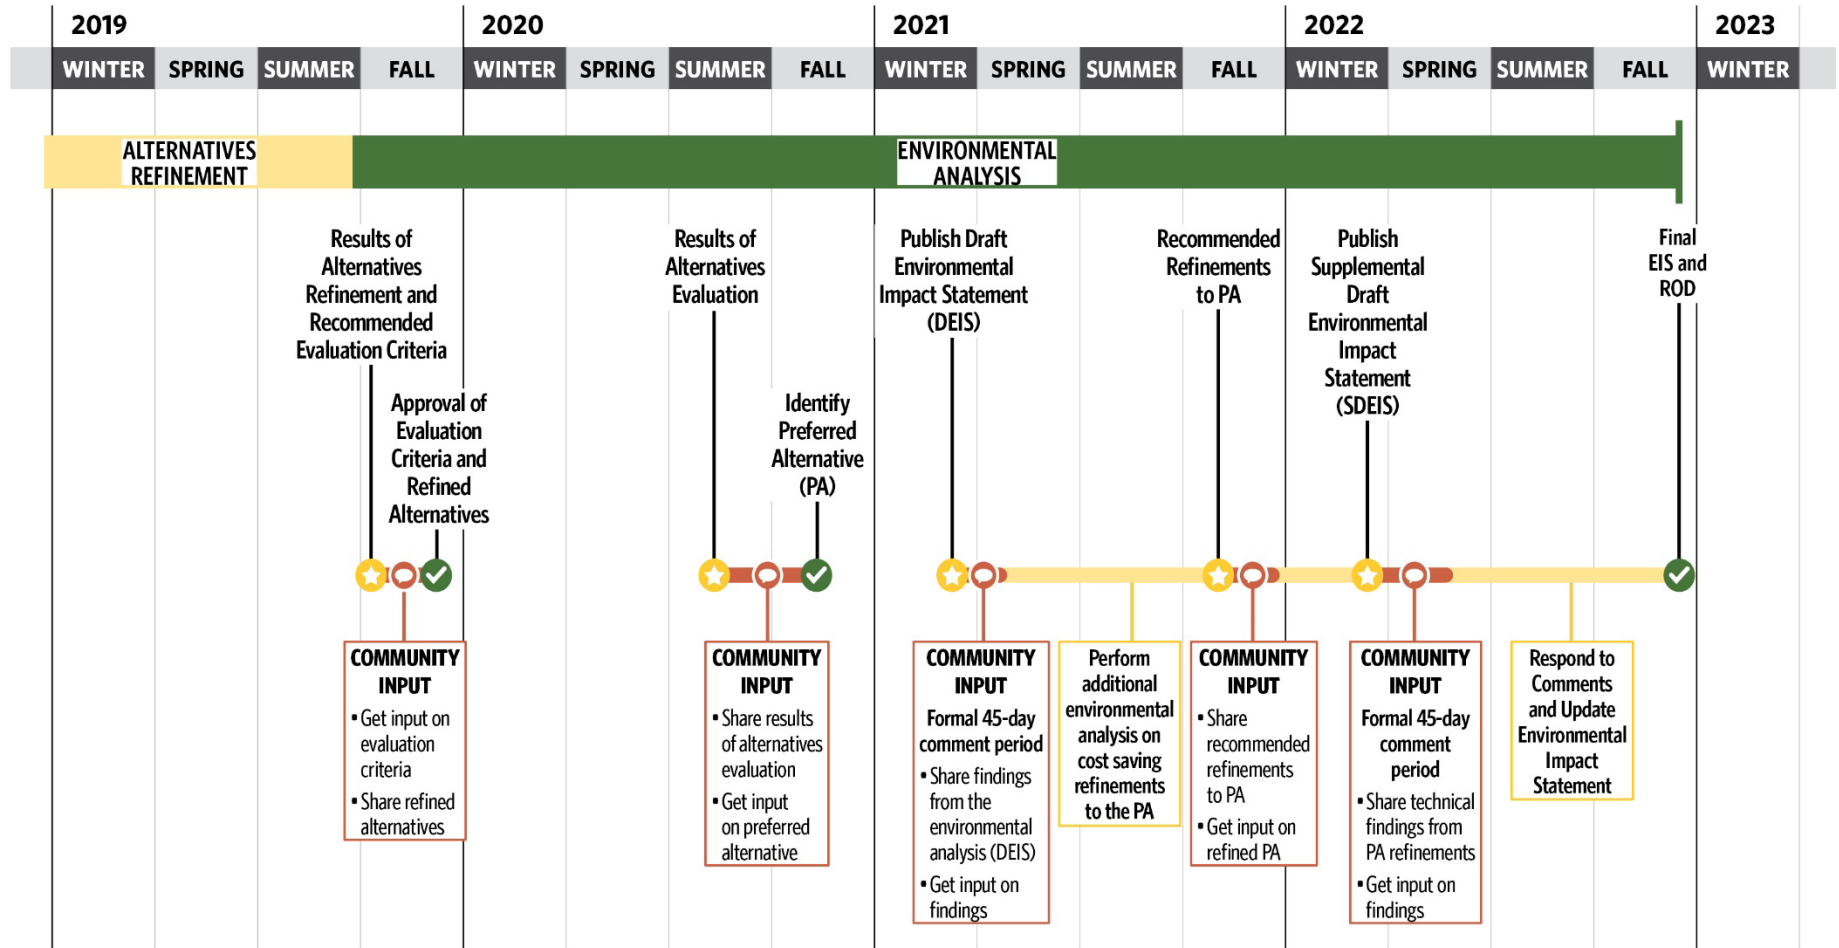 2019
2020
2021
2022
2023
WINTER SPRING SUMMER FALL WINTER SPRING SUMMER FALL WINTER SPRING SUMMER FALL WINTER SPRING SUMMER FALL WINTER
ALTERNATIVES
REFINEMENT
ENVIRONMENTAL
ANALYSIS
Results of
Alternatives
Refinement and
Recommended
Evaluation Criteria
Approval of
Evaluation
Criteria and
Refined
Alternatives
Results of
Alternatives
Evaluation
Identify
Preferred
Alternative
(PA)
Publish Draft
Environmental
Impact Statement
(DEIS)
Recommended
Refinements
to PA
Publish
Supplemental
Draft
Environmental
Impact
Statement
(SDEIS)
Final
EIS and
ROD
COMMUNITY
INPUT
▪ Get input on
evaluation
criteria
▪ Share refined
alternatives
COMMUNITY
INPUT
▪ Share results
of alternatives
evaluation
▪ Get input
on preferred
alternative
COMMUNITY
INPUT
Formal 45-day
comment period
▪ Share findings
from the
environmental
analysis (DEIS)
▪ Get input on
findings
Perform
additional
environmental
analysis on
cost saving
refinements
to the PA
COMMUNITY
INPUT
▪ Share
recommended
refinements
to PA
▪ Get input on
refined PA
COMMUNITY
INPUT
Formal 45-day
comment
period
▪ Share technical
findings from
PA refinements
▪ Get input on
findings
Respond to
Comments
and Update
Environmental
Impact
Statement